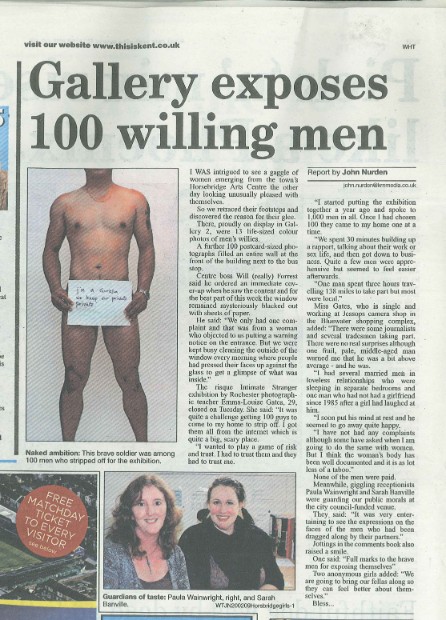 visit our website www.thisiskent.co.uk
WHT
Gallery exposes
100 willing men
I WAS intrigued to see a gaggle of
women emerging from the town's
Horsebridge Arts Centre the other
day looking unusually pleased with
themselves.
So we retraced their footsteps and
discovered the reason for their glee.
There, proudly on display in Gal-
lery 2, were 13 life-sized colour
photos of men's willies.
A further 100 postcard-sized pho-
tographs filled an entire wall at the
front of the building next to the bus
stop.
Centre boss Will (really) Forrest
said he ordered an immediate cov-
er-up when he saw the content and for
the best part of this week the window
remained mysteriously blacked out
with sheets of paper.
He said: "We only had one com-
plaint and that was from a woman
who objected to us putting a warning
notice on the entrance. But we were
kept busy cleaning the outside of the
window every morning where people
had pressed their faces up against the
glass to get a glimpse of what was
inside."
The risque Intimate Stranger
exhibition by Rochester photograph-
ic teacher Emma-Louise Gates, 29,
closed on Tuesday. She said: "It was
quite a challenge getting 100 guys to
come to my home to strip off. I got
them all from the internet which is
quite a big, scary place.
"I wanted to play a game of risk
and trust. I had to trust them and they
had to trust me.
Report by John Nurden
john.nurden@krnmedia.co.uk
"I started putting the exhibition
together a year ago and spoke to
1,000 men in all. Once I had chosen
100 they came to my home one at a
time.
"We spent 30 minutes building up
a rapport, talking about their work or
sex life, and then got down to busi-
ness. Quite a few men were appre-
hensive but seemed to feel easier
afterwards.
"One man spent three hours trav-
elling 138 miles to take part but most
were local."
Miss Gates, who is single and
working at Jessops camera shop in
the Bluewater shopping complex,
added: "There were some journalists
and several tradesmen taking part.
There were no real surprises although
one frail, pale, middle-aged man
warned me that he was a bit above
average - and he was.
"I had several married men in
loveless relationships who were
sleeping in separate bedrooms and
one man who had not had a girlfriend
since 1985 after a girl had laughed at
him.
"I soon put his mind at rest and he
seemed to go away quite happy.
"I have not had any complaints
although some have asked when I am
going to do the same with women.
But I think the woman's body has
been well documented and it is as lot
less of a taboo."
None of the men were paid.
Meanwhile, giggling receptionists
Paula Wainwright and Sarah Banville
were guarding our public morals at
the city council-funded venue.
They said: "It was very enter-
taining to see the expressions on the
faces of the men who had been
dragged along by their partners."
Jottings in the comments book also
raised a smile.
One said: "Full marks to the brave
men for exposing themselves"
Two anonymous girls added: "We
are going to bring our fellas along so
they can feel better about them-
selves."
Bless...
Naked ambition: This brave soldier was among
100 men who stripped off for the exhibition.
Guardians of taste: Paula Wainwright, right, and Sarah
Banville.
WTJN200209Horsbridgegirls-1
FREE
MATCHDAY
TICKET
TO EVERY
VISITOR